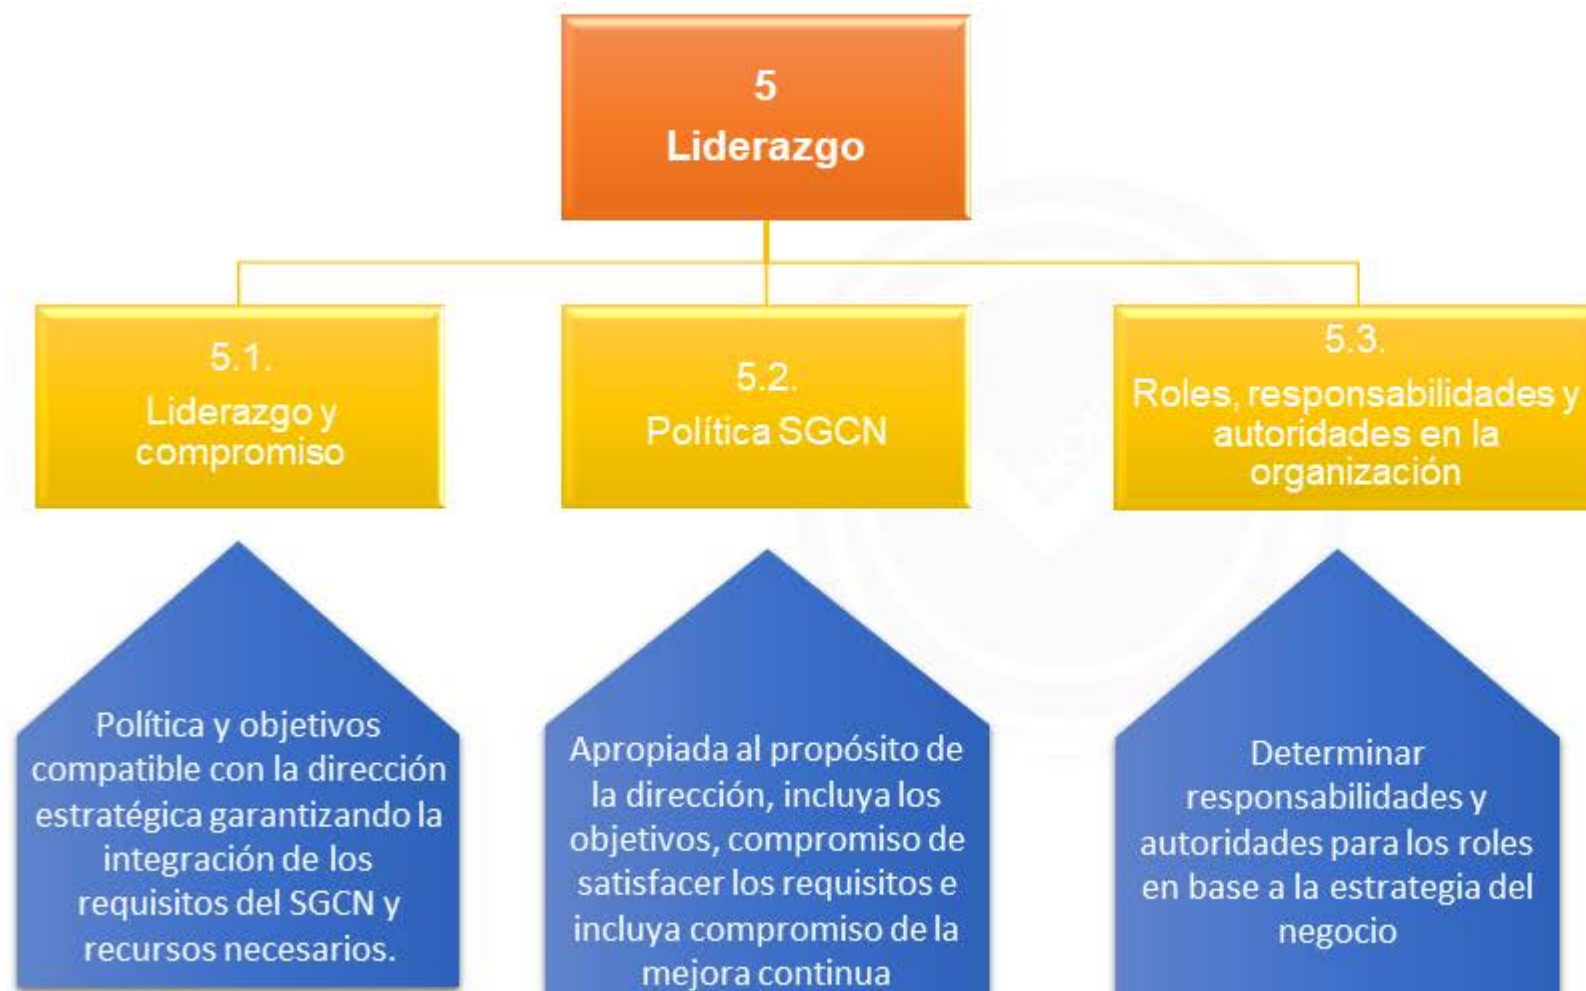 5
Liderazgo
5.1.
Liderazgo y
compromiso
5.2.
Política SGCN
5.3.
Roles, responsabilidades y
autoridades en la
organización
Política y objetivos
compatible con la dirección
estratégica garantizando la
integración de los
requisitos del SGCN y
recursos necesarios.
Apropiada al propósito de
la dirección, incluya los
objetivos, compromiso de
satisfacer los requisitos e
incluya compromiso de la
mejora continua
Determinar
responsabilidades y
autoridades para los roles
en base a la estrategia del
negocio